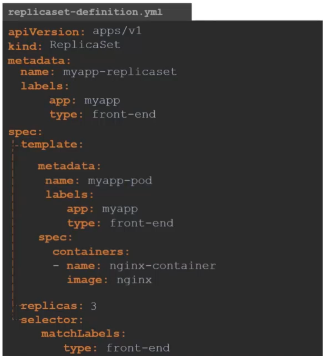 replicaset-definition.yml
apiVersion: apps/v1
kind: ReplicaSet
metadata:
  name: myapp-replicaset
  labels:
    app: myapp
    type: front-end
spec:
  template:
    metadata:
      name: myapp-pod
      labels:
        app: myapp
        type: front-end
    spec:
      containers:
      - name: nginx-container
        image: nginx
  replicas: 3
  selector:
    matchLabels:
      type: front-end